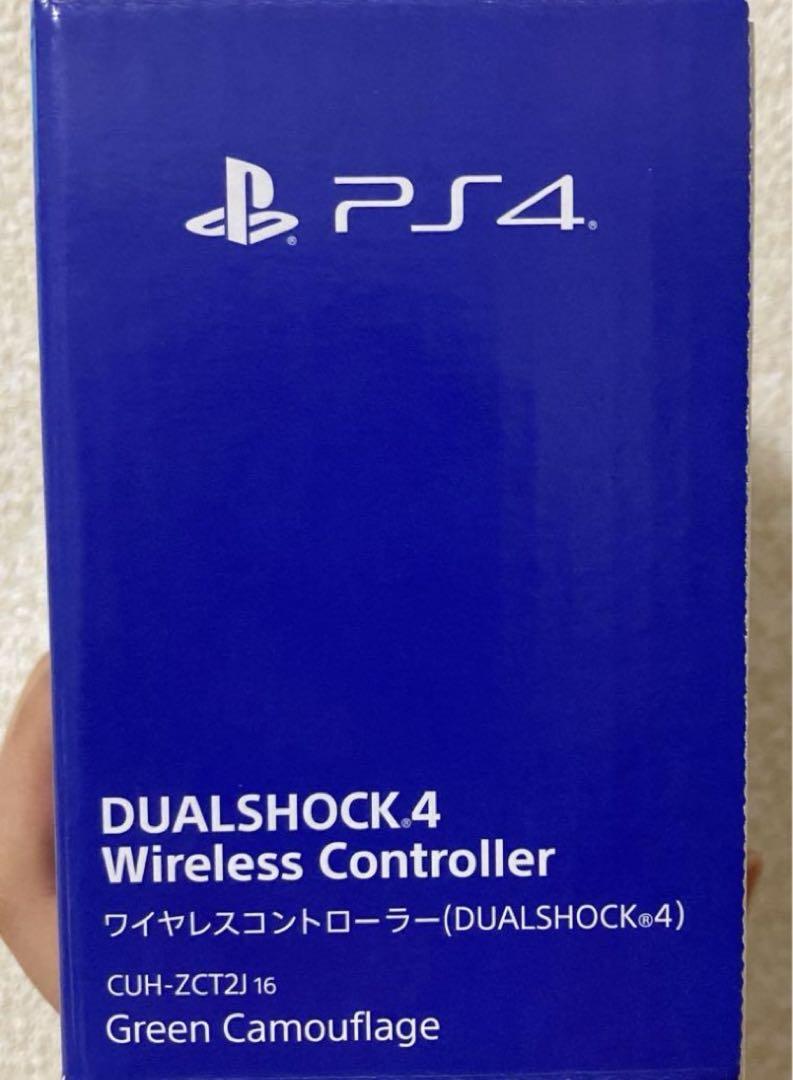 PS4®
DUALSHOCK®4
Wireless Controller
ワイヤレスコントローラー(DUALSHOCK®4)
CUH-ZCT2J 16
Green Camouflage